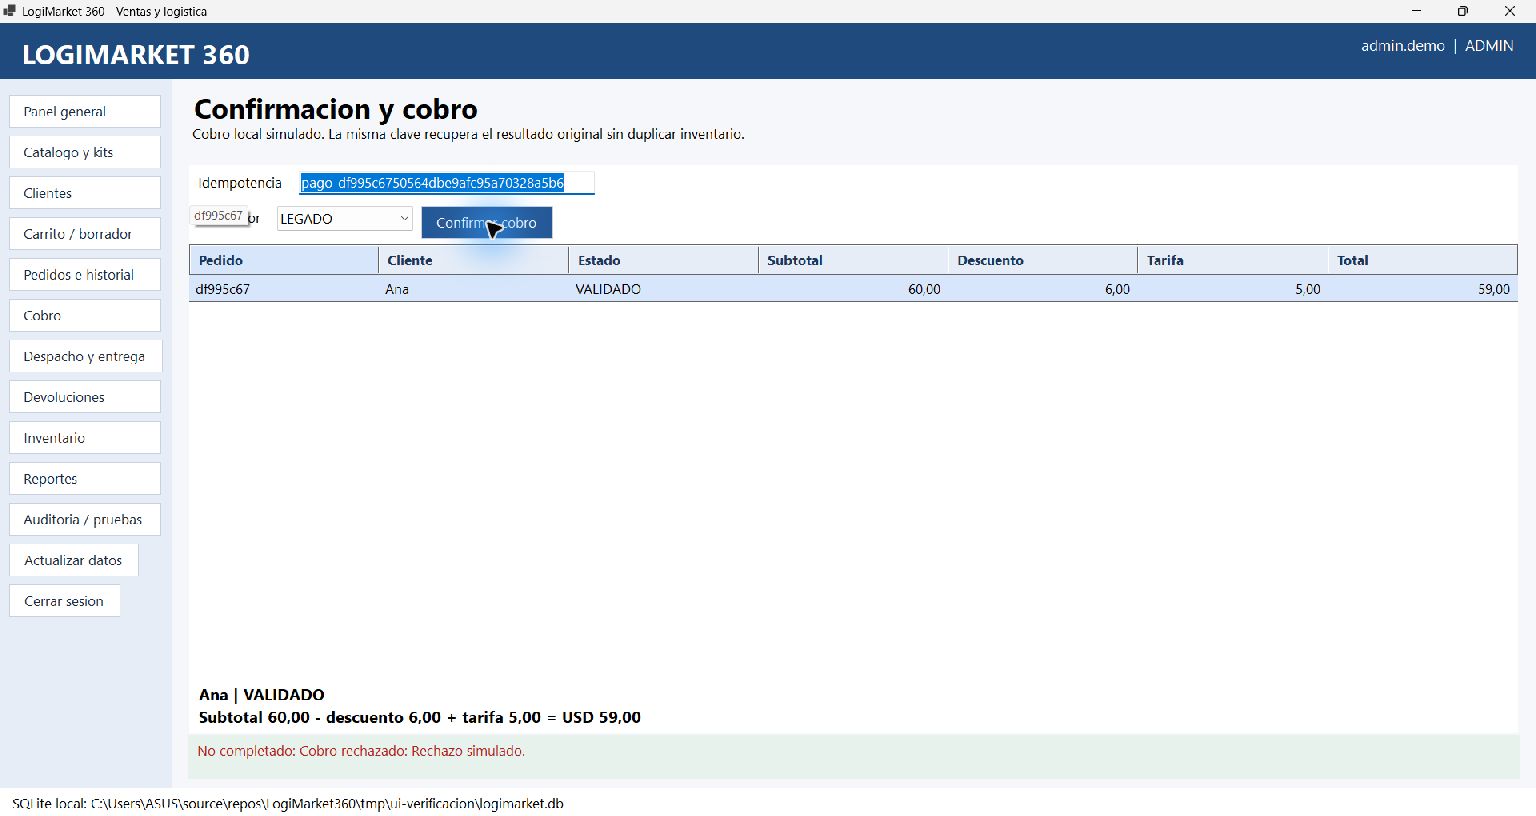 LogiMarket 360 - Ventas y logistica
LOGIMARKET 360
admin.demo | ADMIN
Panel general
Catalogo y kits
Clientes
Carrito / borrador
Pedidos e historial
Cobro
Despacho y entrega
Devoluciones
Inventario
Reportes
Auditoria / pruebas
Actualizar datos
Cerrar sesion
Confirmacion y cobro
Cobro local simulado. La misma clave recupera el resultado original sin duplicar inventario.
Idempotencia pago-df995c6750564dbe9afc95a70328a5b6
df995c67 or LEGADO cobro
Pedido Cliente Estado Subtotal Descuento Tarifa Total
df995c67 Ana VALIDADO 60,00 6,00 5,00 59,00
Ana | VALIDADO
Subtotal 60,00 - descuento 6,00 + tarifa 5,00 = USD 59,00
No completado: Cobro rechazado: Rechazo simulado.
SQLite local: C:\Users\ASUS\source\repos\LogiMarket360\tmp\ui-verificacion\logimarket.db